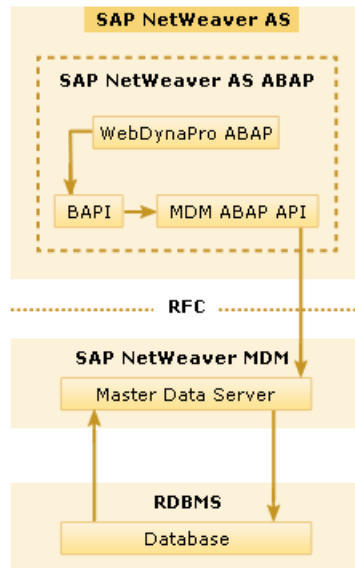 SAP NetWeaver AS
SAP NetWeaver AS ABAP
WebDynaPro ABAP
BAPI
MDM ABAP API
RFC
SAP NetWeaver MDM
Master Data Server
RDBMS
Database